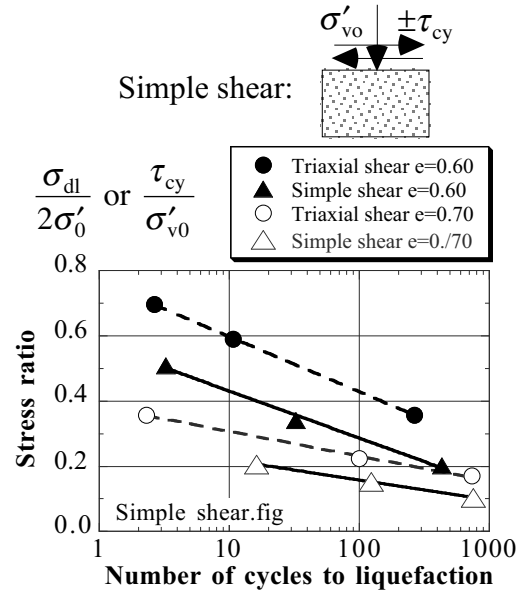 σ′vo ±τcy
Simple shear:
σdl/2σ′0 or τcy/σ′v0
Triaxial shear e=0.60
Simple shear e=0.60
Triaxial shear e=0.70
Simple shear e=0./70
0.8
0.6
0.4
0.2
0.0
Stress ratio
Simple shear.fig
1 10 100 1000
Number of cycles to liquefaction